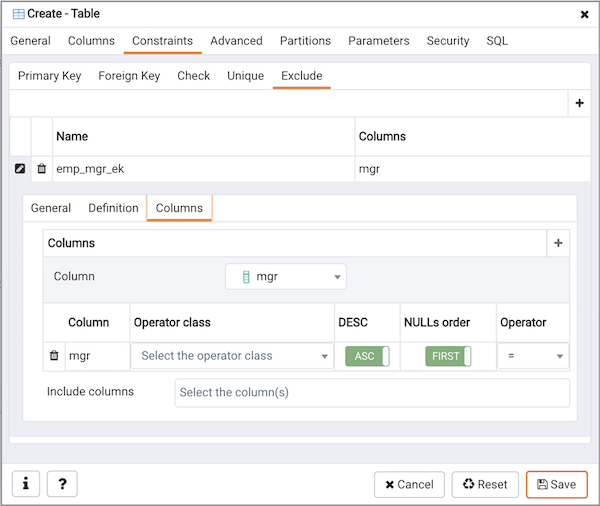 Create - Table
General Columns Constraints Advanced Partitions Parameters Security SQL
Primary Key Foreign Key Check Unique Exclude
Name Columns
emp_mgr_ek mgr
General Definition Columns
Columns
Column mgr
Column Operator class DESC NULLs order Operator
mgr Select the operator class ASC FIRST =
Include columns Select the column(s)
i ? Cancel Reset Save